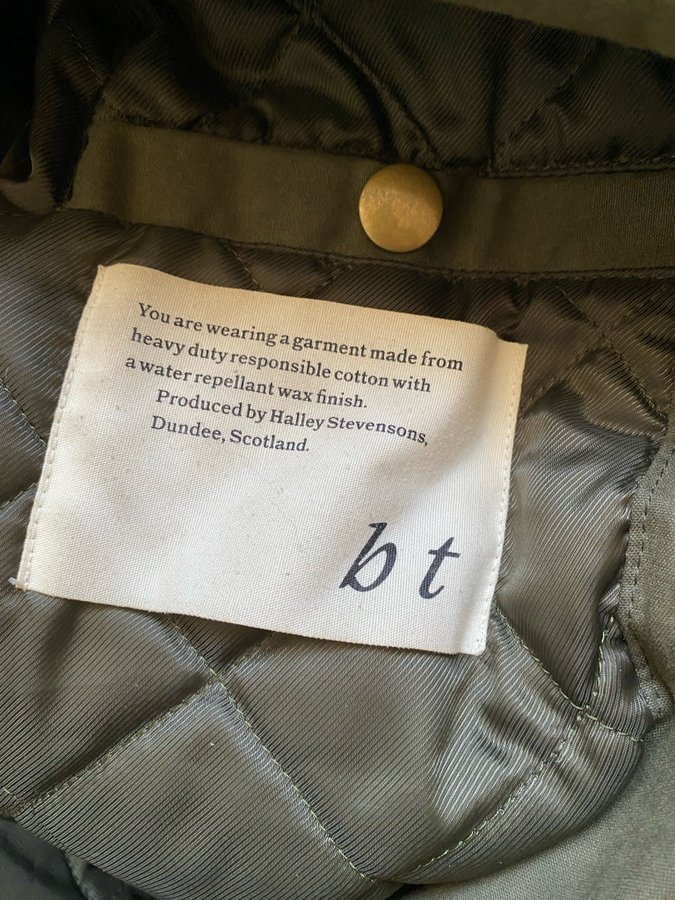 You are wearing a garment made from
heavy duty responsible cotton with
a water repellant wax finish.
Produced by Halley Stevensons,
Dundee, Scotland.
b t